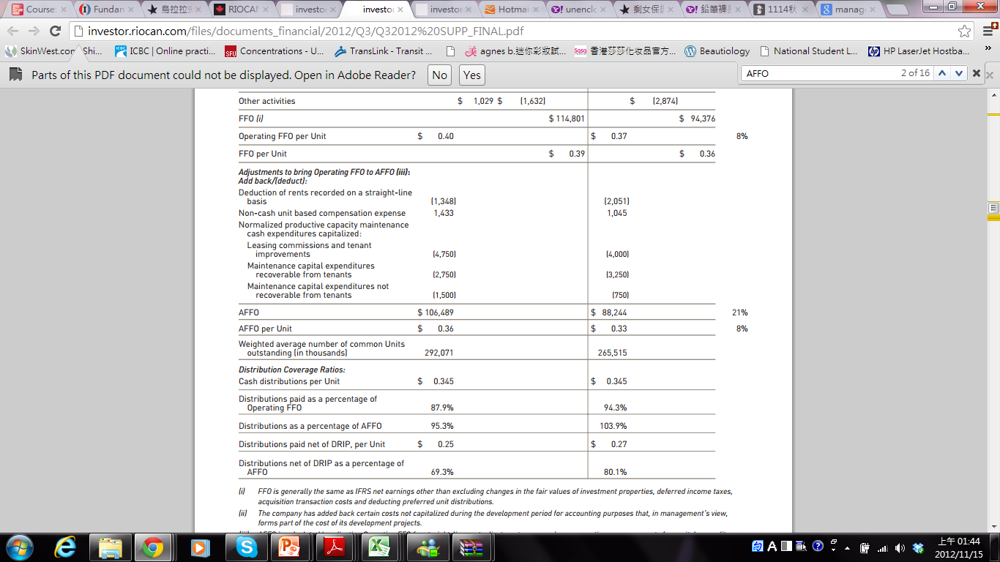 Course Fundan 烏拉拉 RIOCAN investo investo investo Hotmai unencl 剩女保 鉛筆褲 1114秋 manag
investor.riocan.com/files/documents_financial/2012/Q3/Q32012%20SUPP_FINAL.pdf
SkinWest.com Shi... ICBC | Online practi... SFU Concentrations - U... TransLink - Transit ... agnes b.迷你彩妝試... Sasa 香港莎莎化妝品官方... Beautiology National Student L... HP LaserJet Hostba... »
Parts of this PDF document could not be displayed. Open in Adobe Reader? No Yes AFFO 2 of 16
Other activities $ 1,029 $ (1,632) $ (2,874)
FFO (i) $ 114,801 $ 94,376
Operating FFO per Unit $ 0.40 $ 0.37 8%
FFO per Unit $ 0.39 $ 0.36
Adjustments to bring Operating FFO to AFFO (iii):
Add back/(deduct):
Deduction of rents recorded on a straight-line
basis (1,348) (2,051)
Non-cash unit based compensation expense 1,433 1,045
Normalized productive capacity maintenance
cash expenditures capitalized:
Leasing commissions and tenant
improvements (4,750) (4,000)
Maintenance capital expenditures
recoverable from tenants (2,750) (3,250)
Maintenance capital expenditures not
recoverable from tenants (1,500) (750)
AFFO $ 106,489 $ 88,244 21%
AFFO per Unit $ 0.36 $ 0.33 8%
Weighted average number of common Units
outstanding (in thousands) 292,071 265,515
Distribution Coverage Ratios:
Cash distributions per Unit $ 0.345 $ 0.345
Distributions paid as a percentage of
Operating FFO 87.9% 94.3%
Distributions as a percentage of AFFO 95.3% 103.9%
Distributions paid net of DRIP, per Unit $ 0.25 $ 0.27
Distributions net of DRIP as a percentage of
AFFO 69.3% 80.1%
(i) FFO is generally the same as IFRS net earnings other than excluding changes in the fair values of investment properties, deferred income taxes,
acquisition transaction costs and deducting preferred unit distributions.
(ii) The company has added back certain costs not capitalized during the development period for accounting purposes that, in management's view,
forms part of the cost of its development projects.
上午 01:44
2012/11/15